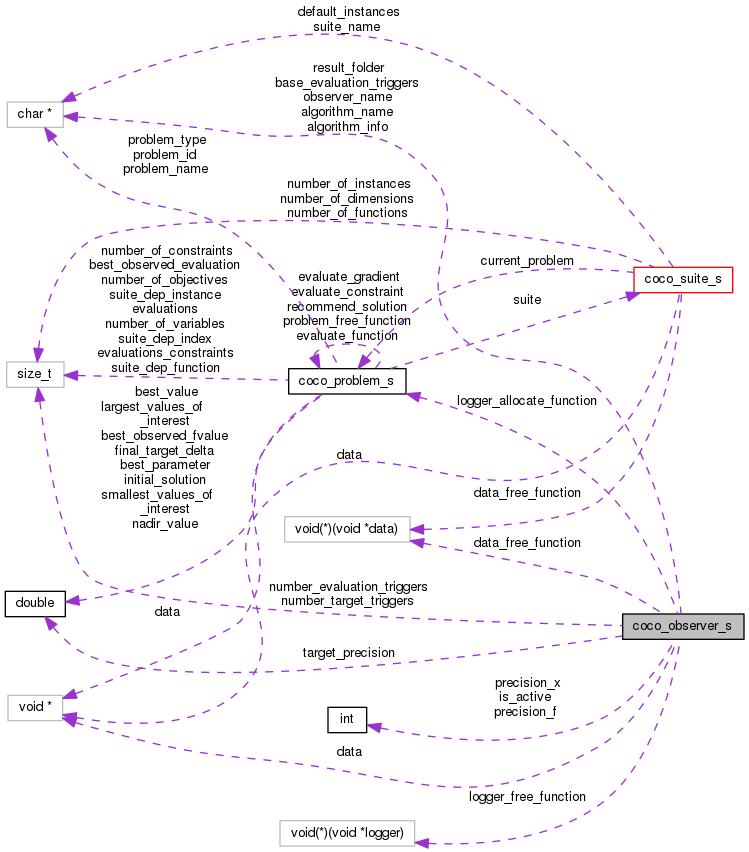 default_instances
suite_name
result_folder
base_evaluation_triggers
observer_name
algorithm_name
algorithm_info
char *
problem_type
problem_id
problem_name
number_of_instances
number_of_dimensions
number_of_functions
number_of_constraints
best_observed_evaluation
number_of_objectives
suite_dep_instance
evaluations
number_of_variables
suite_dep_index
evaluations_constraints
suite_dep_function
evaluate_gradient
evaluate_constraint
recommend_solution
problem_free_function
evaluate_function
current_problem
coco_suite_s
suite
size_t
coco_problem_s
best_value
largest_values_of
_interest
best_observed_fvalue
final_target_delta
best_parameter
initial_solution
smallest_values_of
_interest
nadir_value
logger_allocate_function
data
data_free_function
void(*)(void *data)
data_free_function
double
data
number_evaluation_triggers
number_target_triggers
coco_observer_s
target_precision
void *
int
precision_x
is_active
precision_f
data
logger_free_function
void(*)(void *logger)